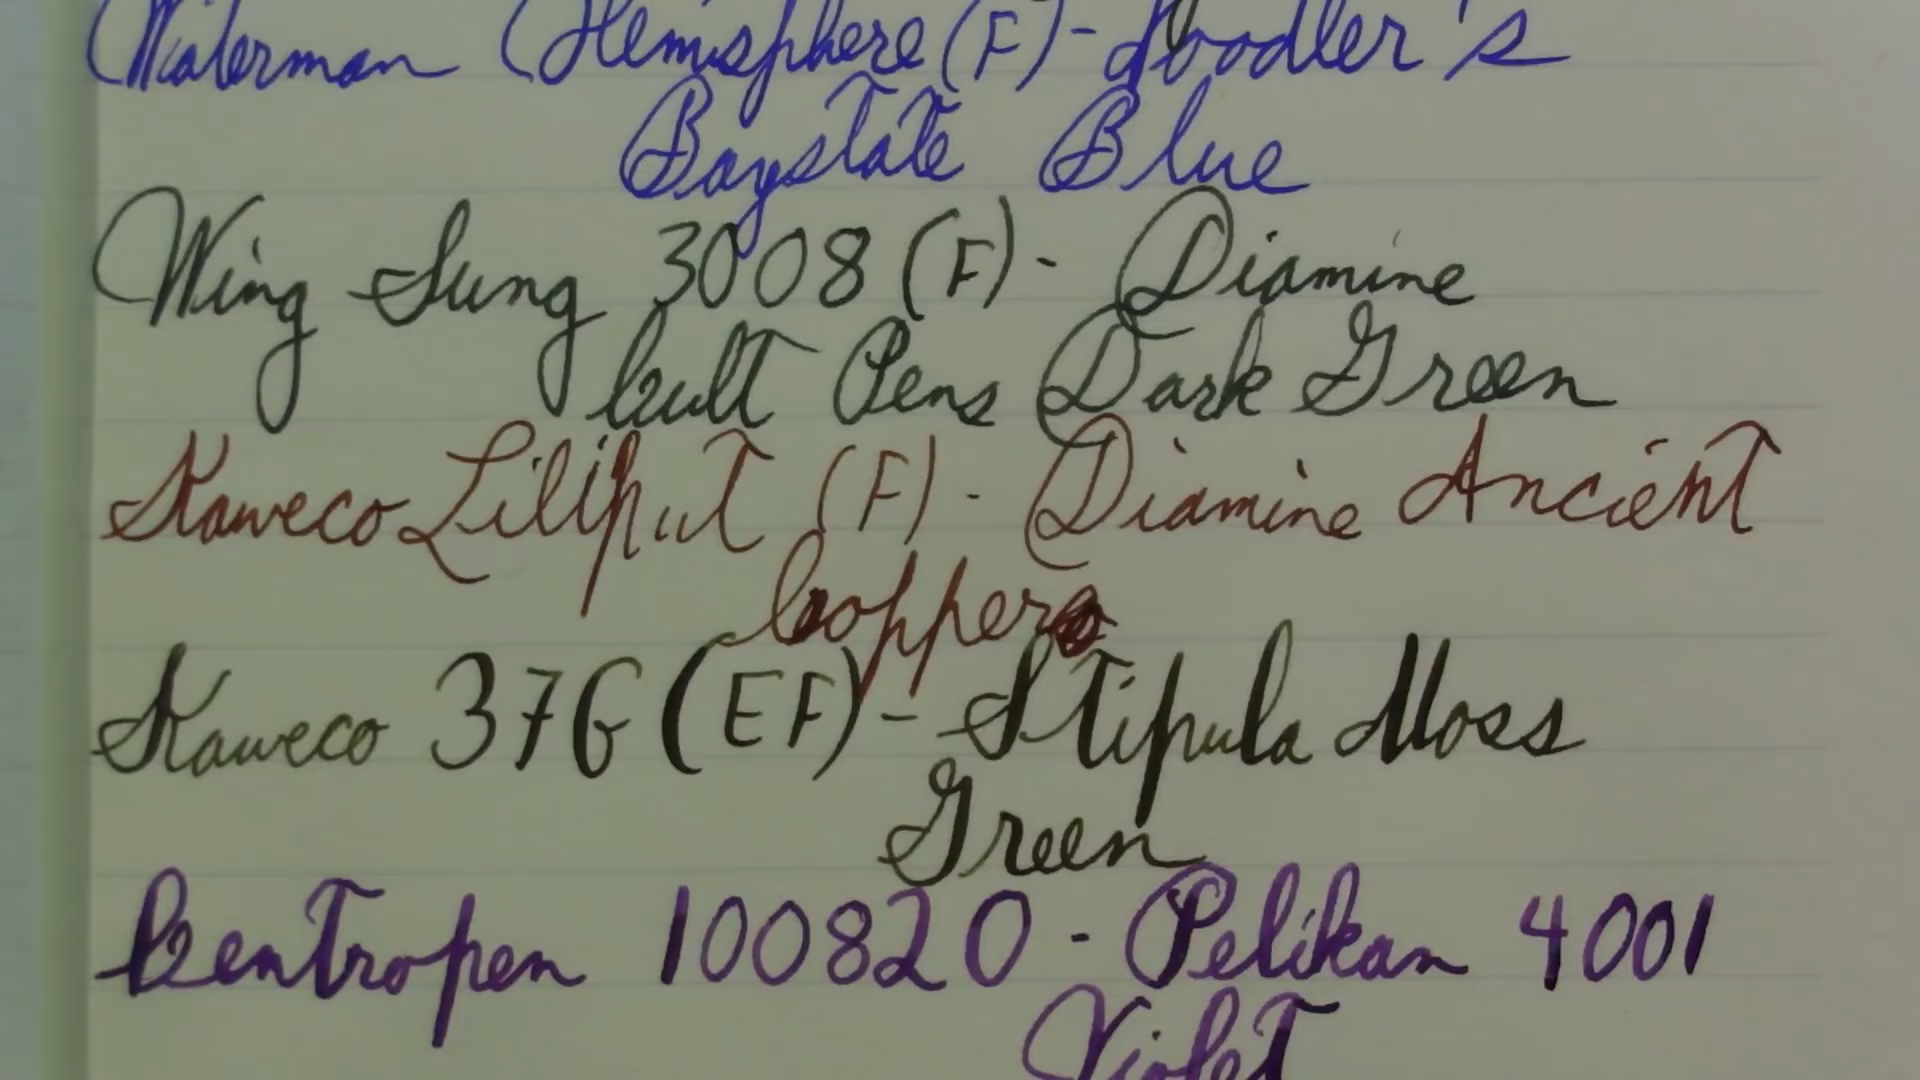 Waterman Hemisphere (F) - Noodler's
Baystate Blue
Wing Sung 3008 (F) - Diamine
Cult Pens Dark Green
Kaweco Liliput (F) - Diamine Ancient
Copper
Kaweco 376 (EF) - Stipula Moss
Green
Centropen 100820 - Pelikan 4001
Violet